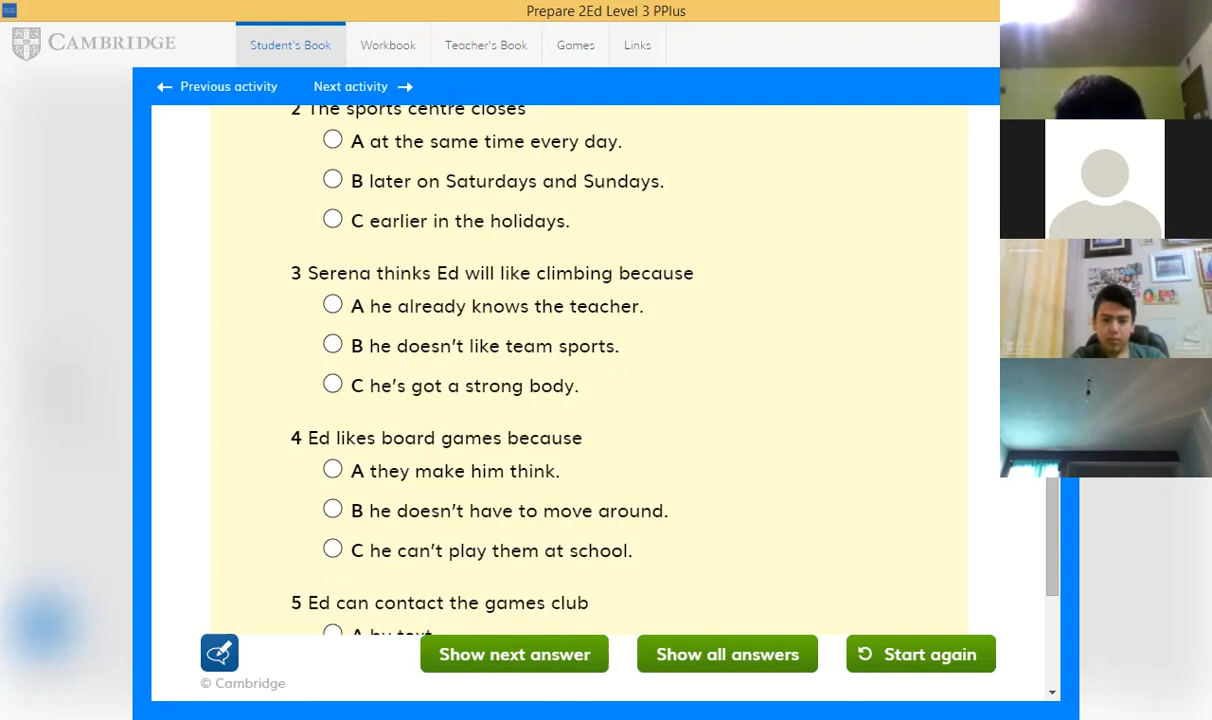 Prepare 2Ed Level 3 PPlus
CAMBRIDGE
Student's Book
Workbook
Teacher's Book
Games
Links
Previous activity
Next activity
2 The sports centre closes
A at the same time every day.
B later on Saturdays and Sundays.
C earlier in the holidays.
3 Serena thinks Ed will like climbing because
A he already knows the teacher.
B he doesn't like team sports.
C he's got a strong body.
4 Ed likes board games because
A they make him think.
B he doesn't have to move around.
C he can't play them at school.
5 Ed can contact the games club
A by text
Show next answer
Show all answers
Start again
© Cambridge